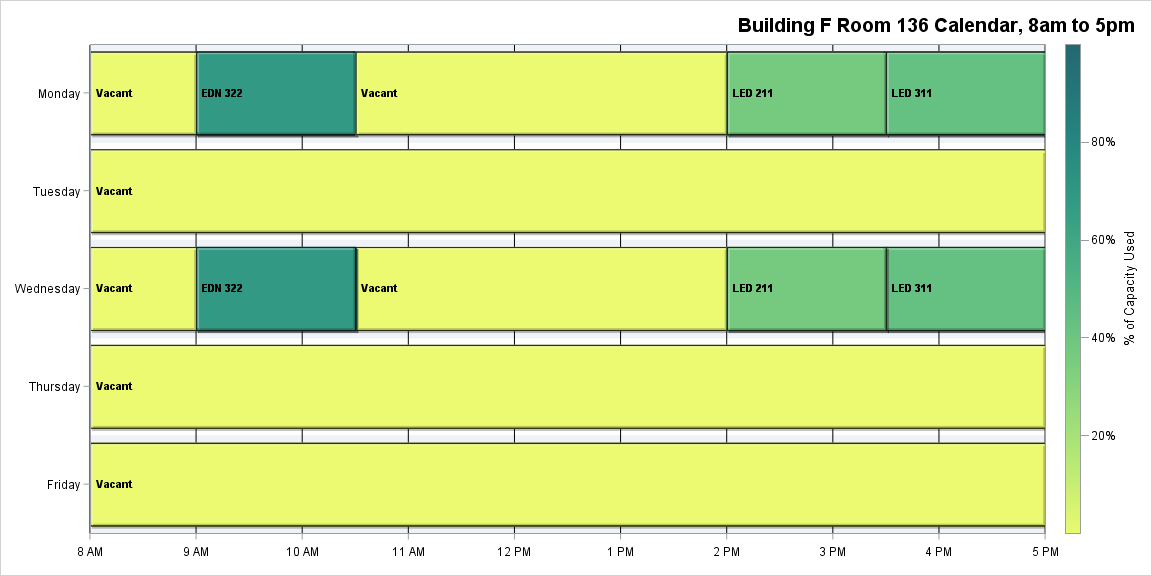 Building F Room 136 Calendar, 8am to 5pm
Monday
Vacant
EDN 322
Vacant
LED 211
LED 311
Tuesday
Vacant
Wednesday
Vacant
EDN 322
Vacant
LED 211
LED 311
Thursday
Vacant
Friday
Vacant
8 AM
9 AM
10 AM
11 AM
12 PM
1 PM
2 PM
3 PM
4 PM
5 PM
80%
60%
40%
20%
% of Capacity Used